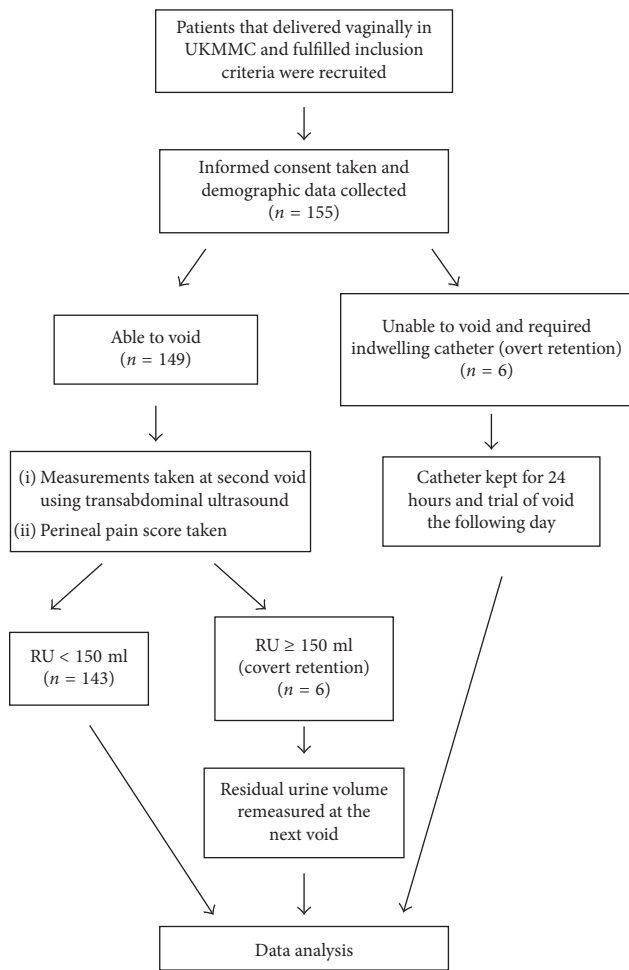 Patients that delivered vaginally in
UKMMC and fulfilled inclusion
criteria were recruited
Informed consent taken and
demographic data collected
(n = 155)
Able to void
(n = 149)
Unable to void and required
indwelling catheter (overt retention)
(n = 6)
(i) Measurements taken at second void
using transabdominal ultrasound
(ii) Perineal pain score taken
Catheter kept for 24
hours and trial of void
the following day
RU < 150 ml
(n = 143)
RU ≥ 150 ml
(covert retention)
(n = 6)
Residual urine volume
remeasured at the
next void
Data analysis